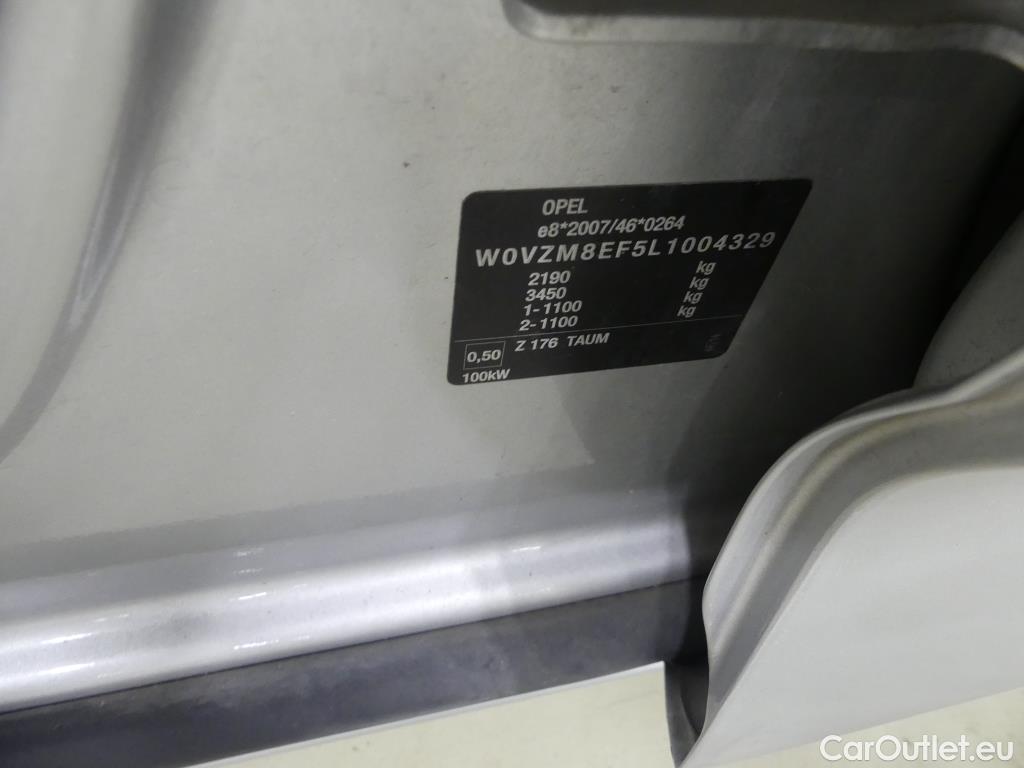 OPEL
e8*2007/46*0264
W0VZM8EF5L1004329
2190 kg
3450 kg
1-1100 kg
2-1100 kg
0,50 Z 176 TAUM
100kW
CarOutlet.eu